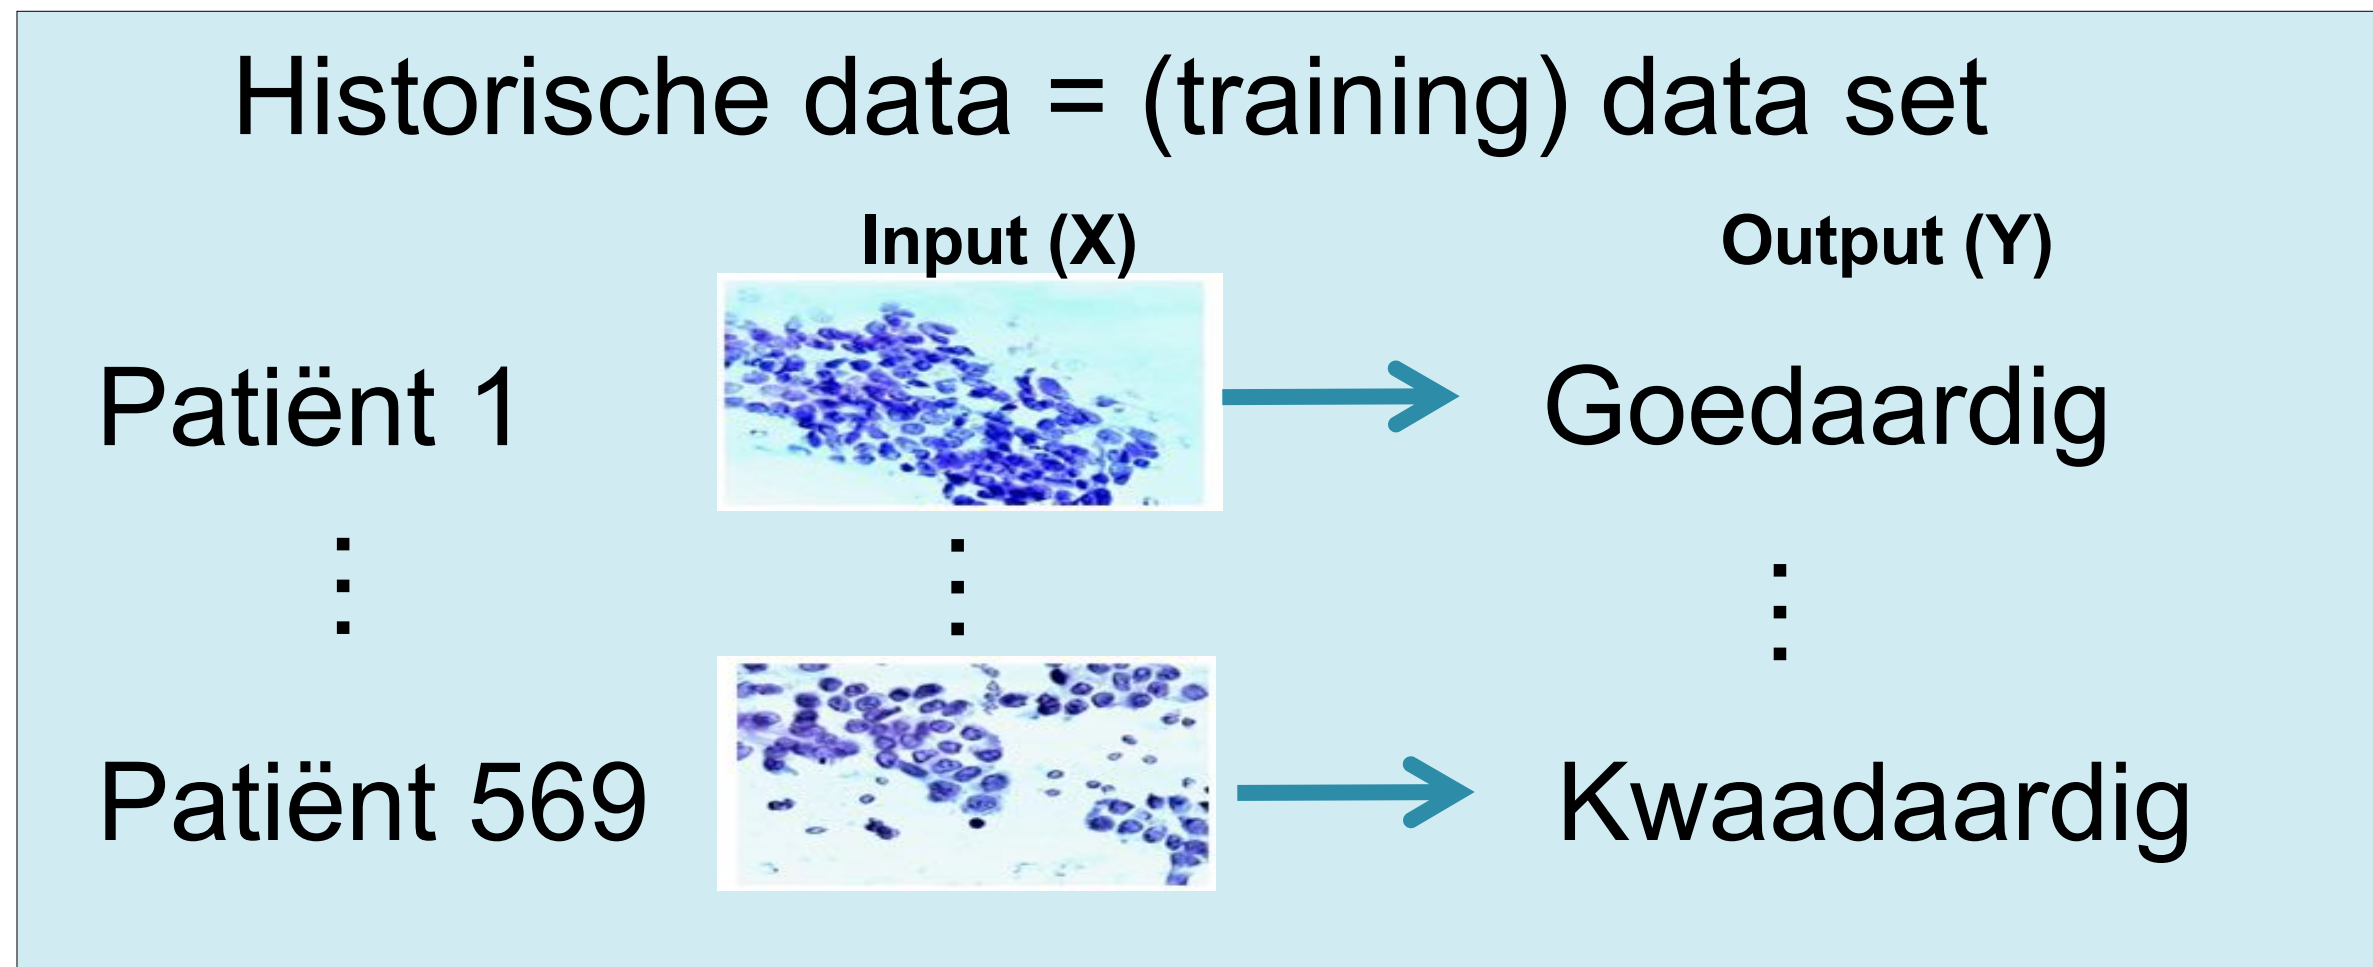 Historische data = (training) data set
Input (X) Output (Y)
Patiënt 1 Goedaardig
Patiënt 569 Kwaadaardig